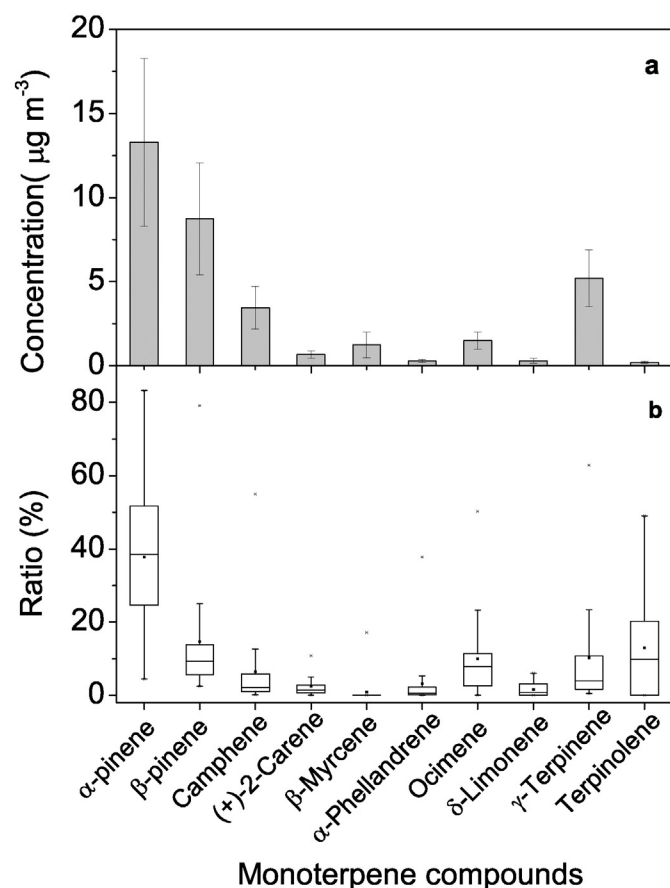 20
15
10
5
0
Concentration( μg m-3)
a
80
60
40
20
0
Ratio (%)
b
α-pinene
β-pinene
Camphene
(+)-2-Carene
β-Myrcene
α-Phellandrene
Ocimene
δ-Limonene
γ-Terpinene
Terpinolene
Monoterpene compounds